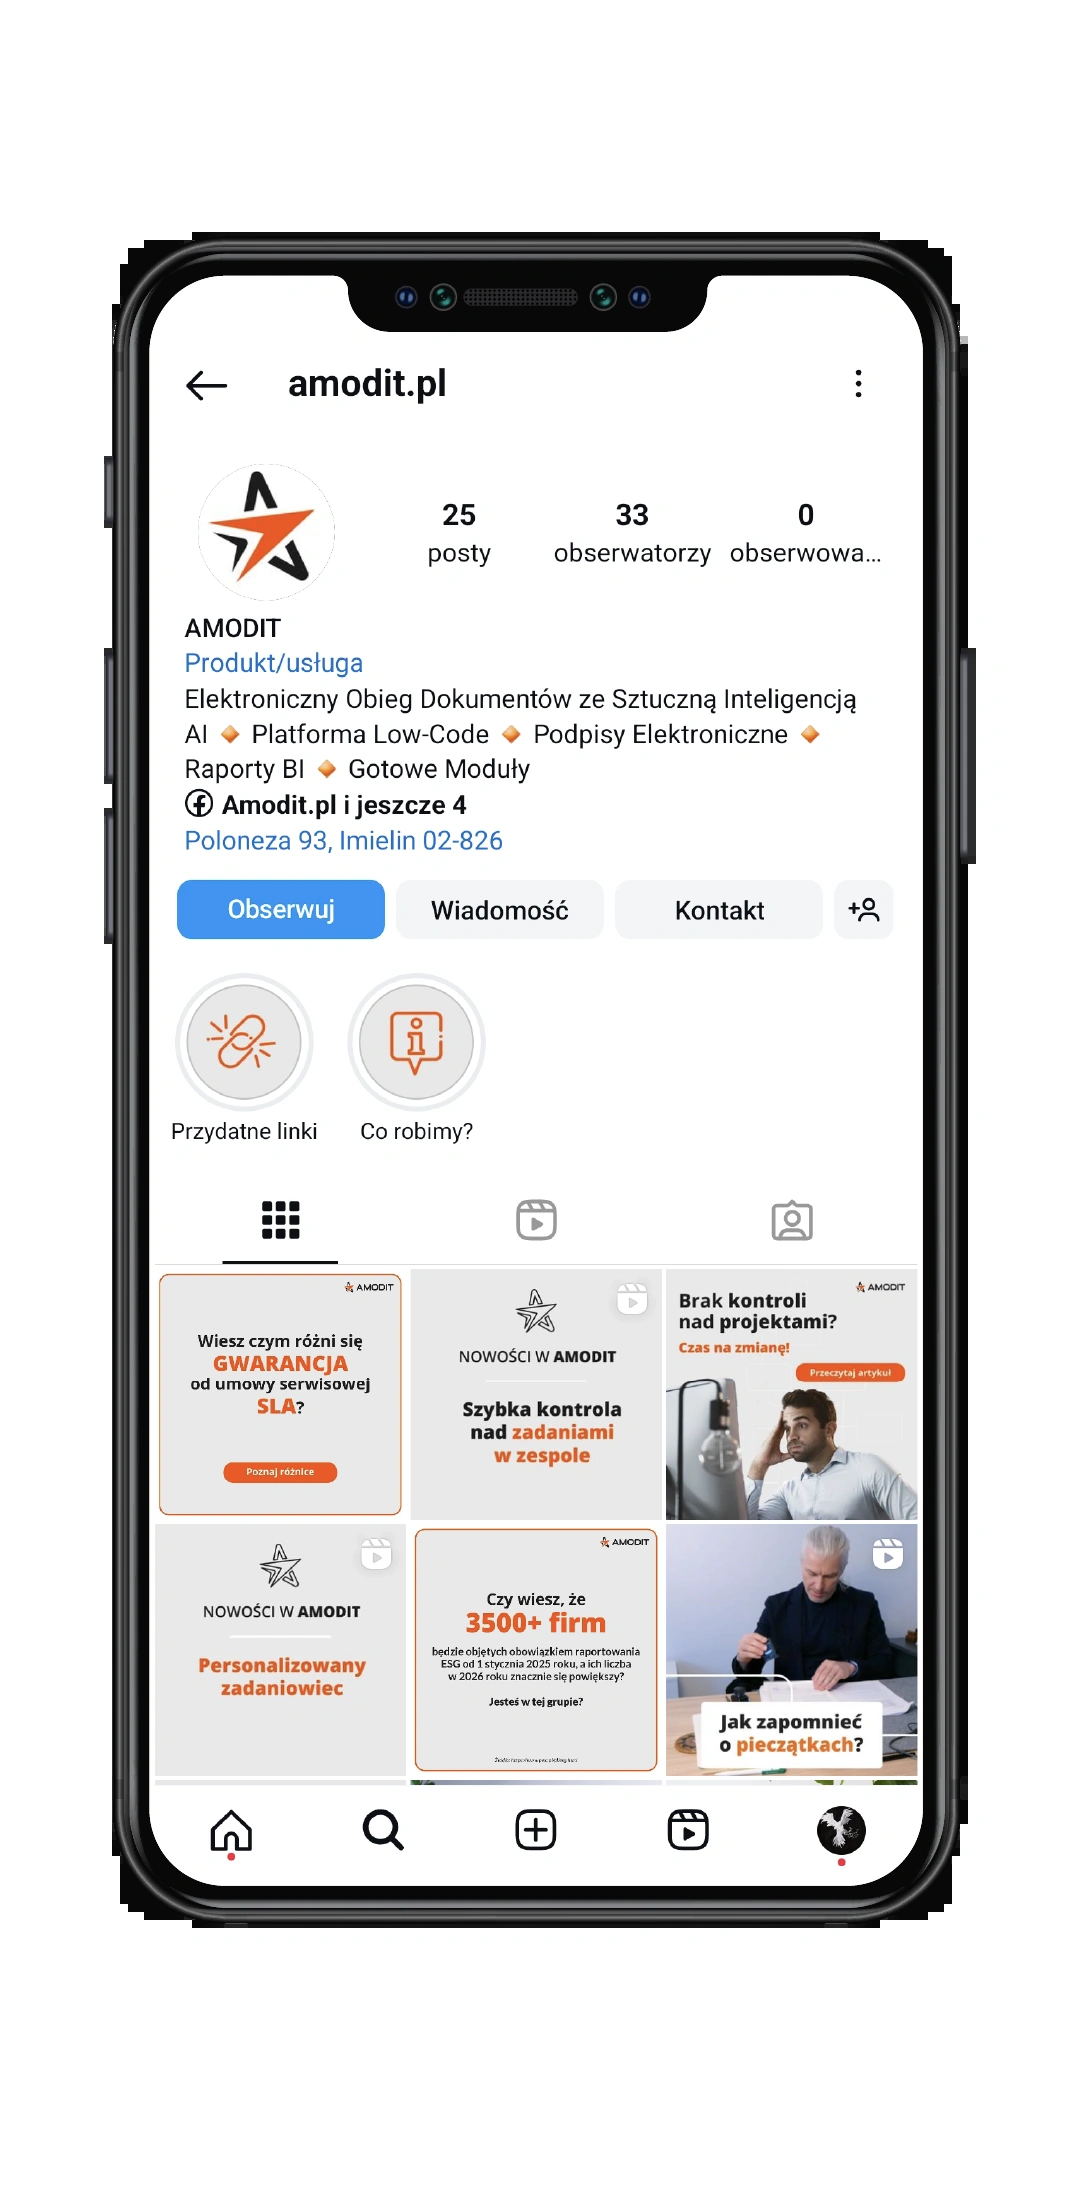 amodit.pl
25
33
0
posty
obserwatorzy
obserwowa...
AMODIT
Produkt/usługa
Elektroniczny Obieg Dokumentów ze Sztuczną Inteligencją
AI 🔸 Platforma Low-Code 🔸 Podpisy Elektroniczne 🔸
Raporty BI 🔸 Gotowe Moduły
Amodit.pl i jeszcze 4
Poloneza 93, Imielin 02-826
Obserwuj
Wiadomość
Kontakt
Przydatne linki
Co robimy?
AMODIT
Wiesz czym różni się
GWARANCJA
od umowy serwisowej
SLA?
Poznaj różnice
NOWOŚCI W AMODIT
Szybka kontrola
nad zadaniami
w zespole
AMODIT
Brak kontroli
nad projektami?
Czas na zmianę!
Przeczytaj artykuł
NOWOŚCI W AMODIT
Personalizowany
zadaniowiec
AMODIT
Czy wiesz, że
3500+ firm
będzie objętych obowiązkiem raportowania
ESG od 1 stycznia 2025 roku, a ich liczba
w 2026 roku znacznie się powiększy?
Jesteś w tej grupie?
Jak zapomnieć
o pieczątkach?